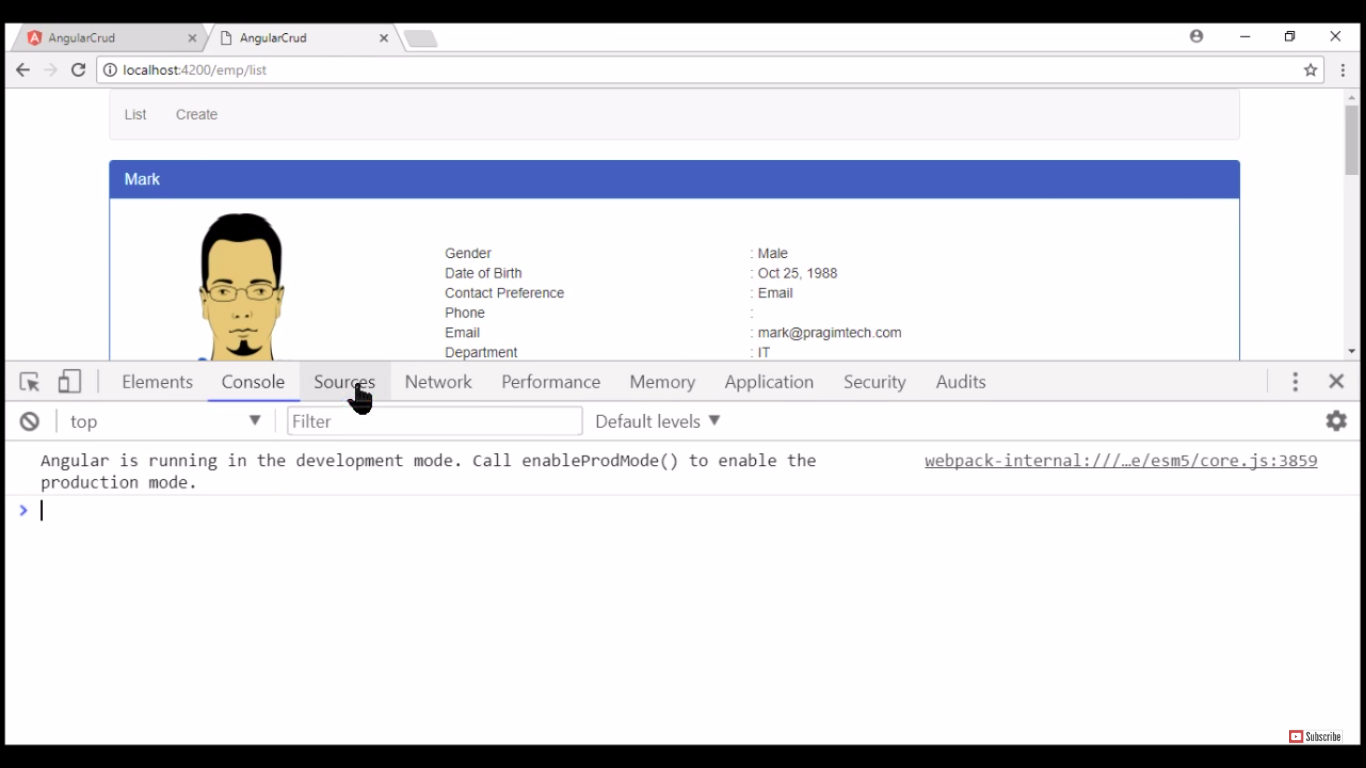 AngularCrud AngularCrud
localhost:4200/emp/list
List Create
Mark
Gender : Male
Date of Birth : Oct 25, 1988
Contact Preference : Email
Phone :
Email : mark@pragimtech.com
Department : IT
Elements Console Sources Network Performance Memory Application Security Audits
top Filter Default levels
Angular is running in the development mode. Call enableProdMode() to enable the webpack-internal:///…e/esm5/core.js:3859
production mode.
Subscribe